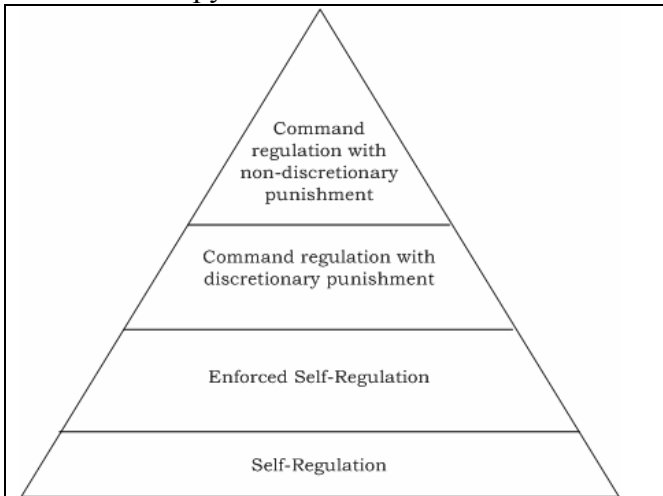 Command
regulation with
non-discretionary
punishment
Command regulation with
discretionary punishment
Enforced Self-Regulation
Self-Regulation